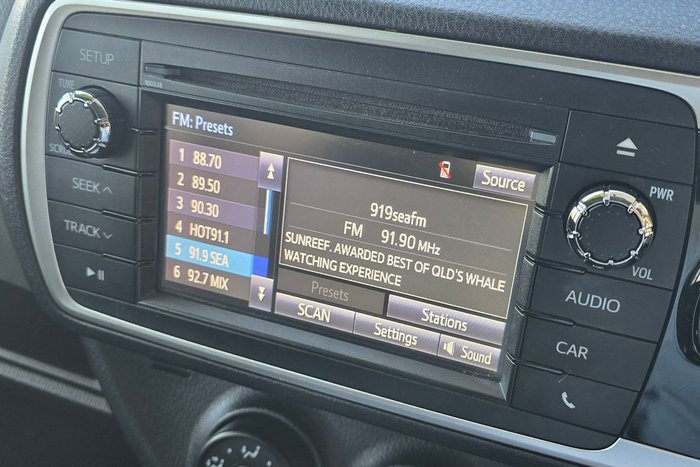 SETUP
100339
TUNE
SCROLL
SEEK
TRACK
FM: Presets
1 88.70
2 89.50
3 90.30
4 HOT91.1
5 91.9 SEA
6 92.7 MIX
Source
919seafm
FM 91.90 MHz
SUNREEF. AWARDED BEST OF QLD'S WHALE
WATCHING EXPERIENCE
Presets
Stations
SCAN
Settings
Sound
PWR
VOL
AUDIO
CAR